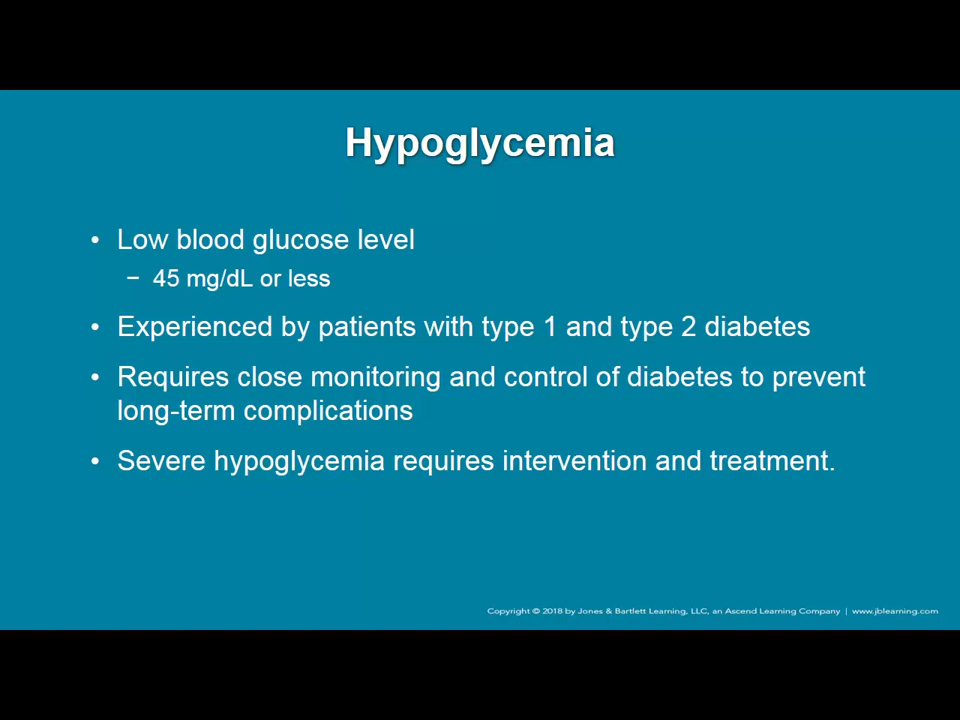 Hypoglycemia
• Low blood glucose level
− 45 mg/dL or less
• Experienced by patients with type 1 and type 2 diabetes
• Requires close monitoring and control of diabetes to prevent
long-term complications
• Severe hypoglycemia requires intervention and treatment.
Copyright © 2018 by Jones & Bartlett Learning, LLC, an Ascend Learning Company | www.jblearning.com